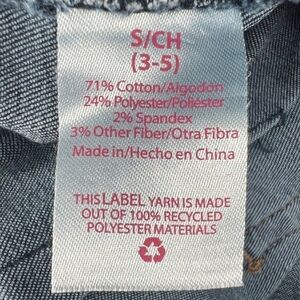 S/CH
(3-5)
71% Cotton/Algodon
24% Polyester/Poliéster
2% Spandex
3% Other Fiber/Otra Fibra
Made in/Hecho en China
THIS LABEL YARN IS MADE
OUT OF 100% RECYCLED
POLYESTER MATERIALS